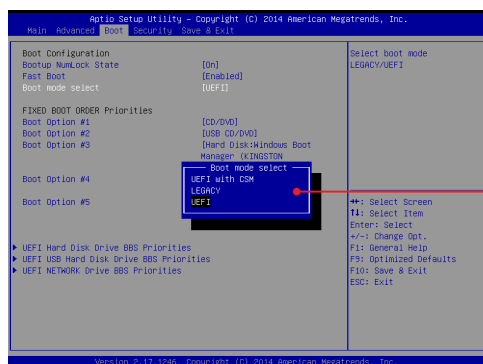 Aptio Setup Utility – Copyright (C) 2014 American Megatrends, Inc.
Main Advanced Boot Security Save & Exit
Boot Configuration
Bootup NumLock State [On]
Fast Boot [Enabled]
Boot mode select [UEFI]
FIXED BOOT ORDER Priorities
Boot Option #1 [CD/DVD]
Boot Option #2 [USB CD/DVD]
Boot Option #3 [Hard Disk:Windows Boot
Manager (KINGSTON
Boot mode select
UEFI with CSM
LEGACY
UEFI
Boot Option #4
Boot Option #5
UEFI Hard Disk Drive BBS Priorities
UEFI USB Hard Disk Drive BBS Priorities
UEFI NETWORK Drive BBS Priorities
Select boot mode
LEGACY/UEFI
↔: Select Screen
↑↓: Select Item
Enter: Select
+/-: Change Opt.
F1: General Help
F9: Optimized Defaults
F10: Save & Exit
ESC: Exit
Version 2.17.1246. Copyright (C) 2014 American Megatrends, Inc.